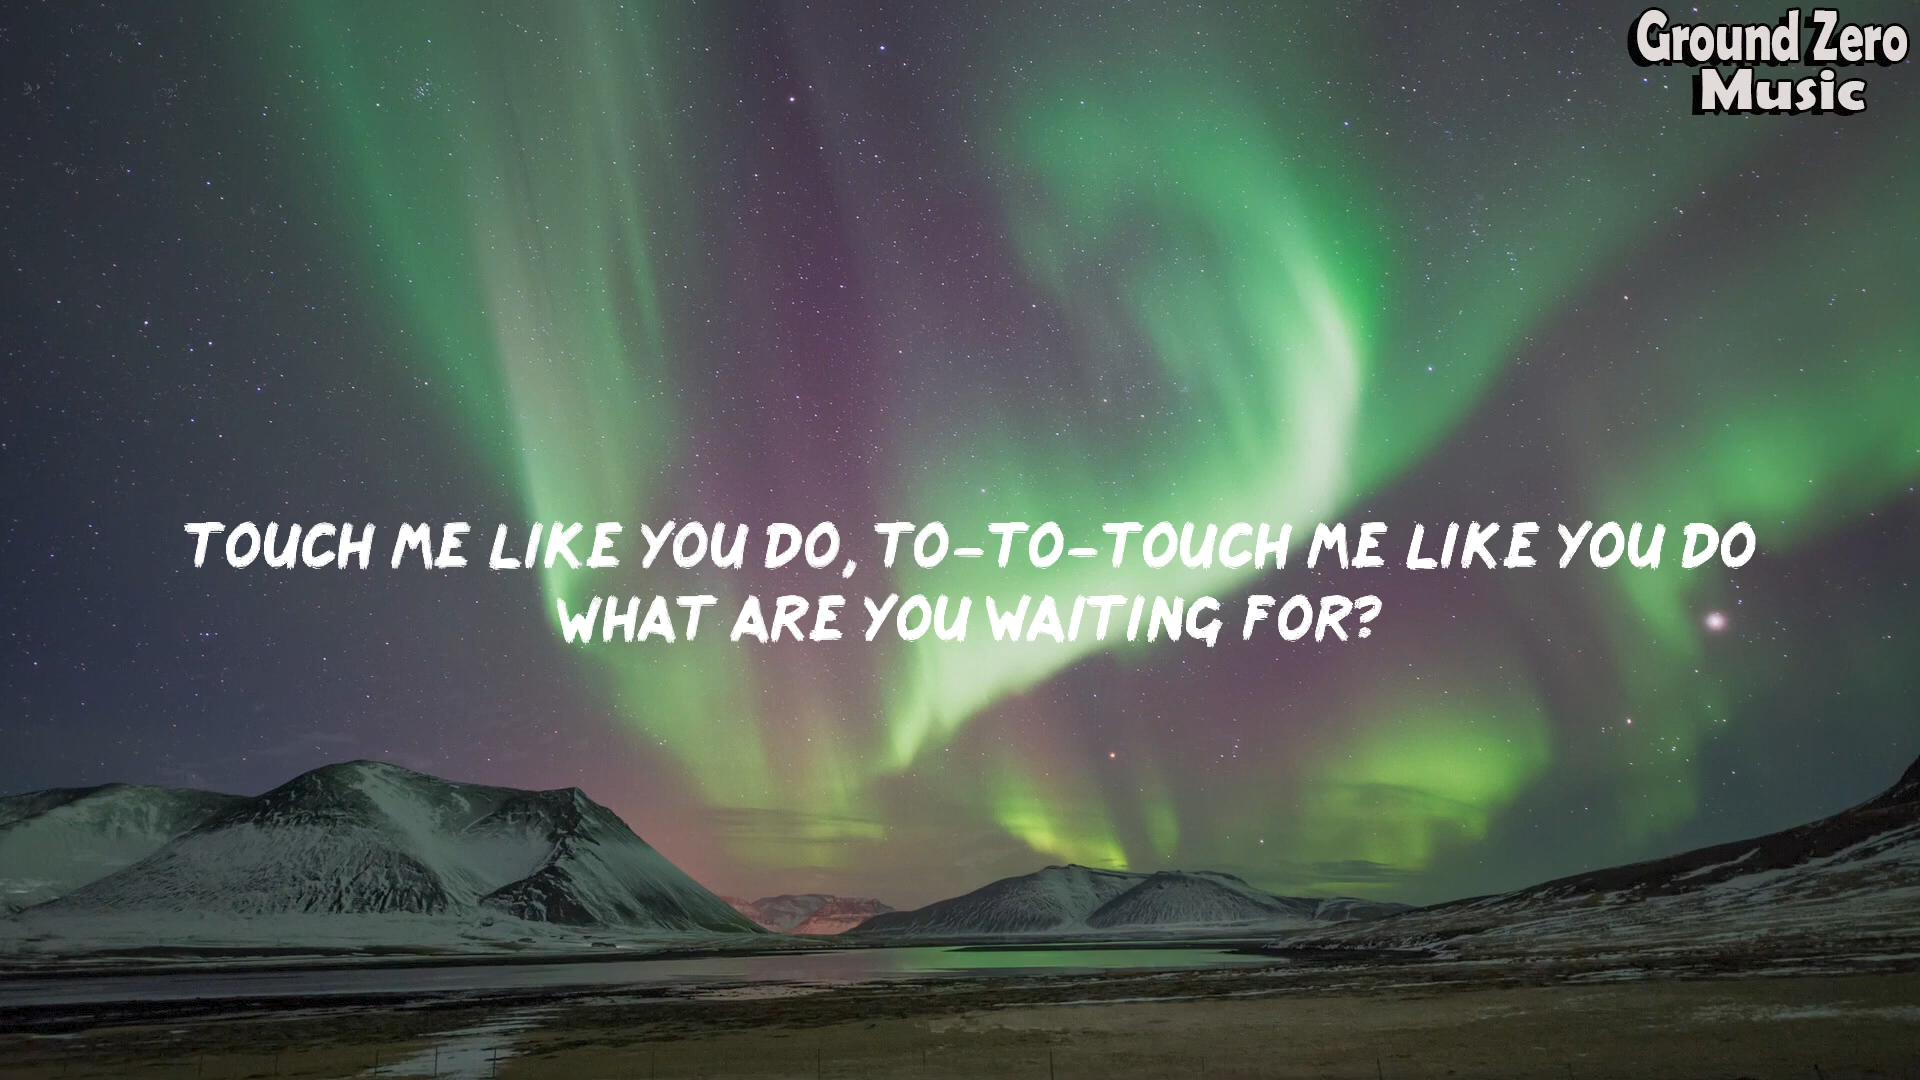 Ground Zero
Music
TOUCH ME LIKE YOU DO, TO-TO-TOUCH ME LIKE YOU DO
WHAT ARE YOU WAITING FOR?